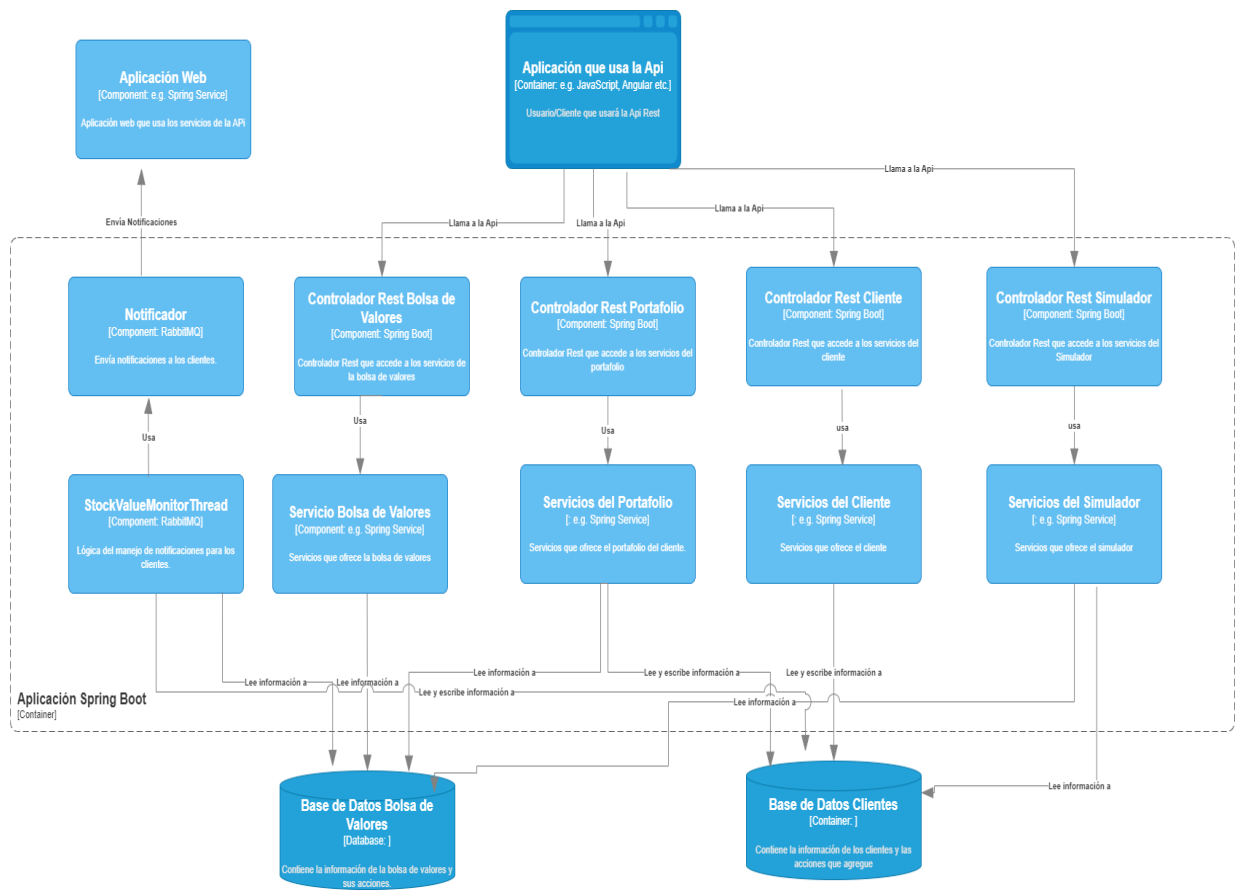 Aplicación Web
[Component: e.g. Spring Service]
Aplicación web que usa los servicios de la APi
Aplicación que usa la Api
[Container: e.g. JavaScript, Angular etc.]
Usuario/Cliente que usará la Api Rest
Envía Notificaciones
Llama a la Api
Llama a la Api
Llama a la Api
Llama a la Api
Notificador
[Component: RabbitMQ]
Envía notificaciones a los clientes.
Controlador Rest Bolsa de
Valores
[Component: Spring Boot]
Controlador Rest que accede a los servicios de
la bolsa de valores
Controlador Rest Portafolio
[Component: Spring Boot]
Controlador Rest que accede a los servicios del
portafolio
Controlador Rest Cliente
[Component: Spring Boot]
Controlador Rest que accede a los servicios del
cliente
Controlador Rest Simulador
[Component: Spring Boot]
Controlador Rest que accede a los servicios del
Simulador
Usa
Usa
Usa
usa
usa
StockValueMonitorThread
[Component: RabbitMQ]
Lógica del manejo de notificaciones para los
clientes.
Servicio Bolsa de Valores
[Component: e.g. Spring Service]
Servicios que ofrece la bolsa de valores
Servicios del Portafolio
[: e.g. Spring Service]
Servicios que ofrece el portafolio del cliente.
Servicios del Cliente
[: e.g. Spring Service]
Servicios que ofrece el cliente
Servicios del Simulador
[: e.g. Spring Service]
Servicios que ofrece el simulador
Lee información a
Lee información a
Lee información a
Lee y escribe información a
Lee y escribe información a
Lee y escribe información a
Lee información a
Lee información a
Aplicación Spring Boot
[Container]
Base de Datos Bolsa de
Valores
[Database: ]
Contiene la información de la bolsa de valores y
sus acciones.
Base de Datos Clientes
[Container: ]
Contiene la información de los clientes y las
acciones que agregue